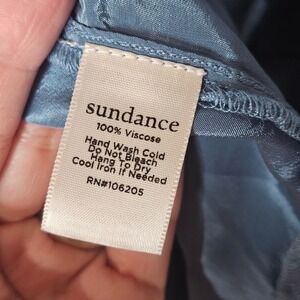 sundance
100% Viscose
Hand Wash Cold
Do Not Bleach
Hang To Dry
Cool Iron if Needed
RN#106205